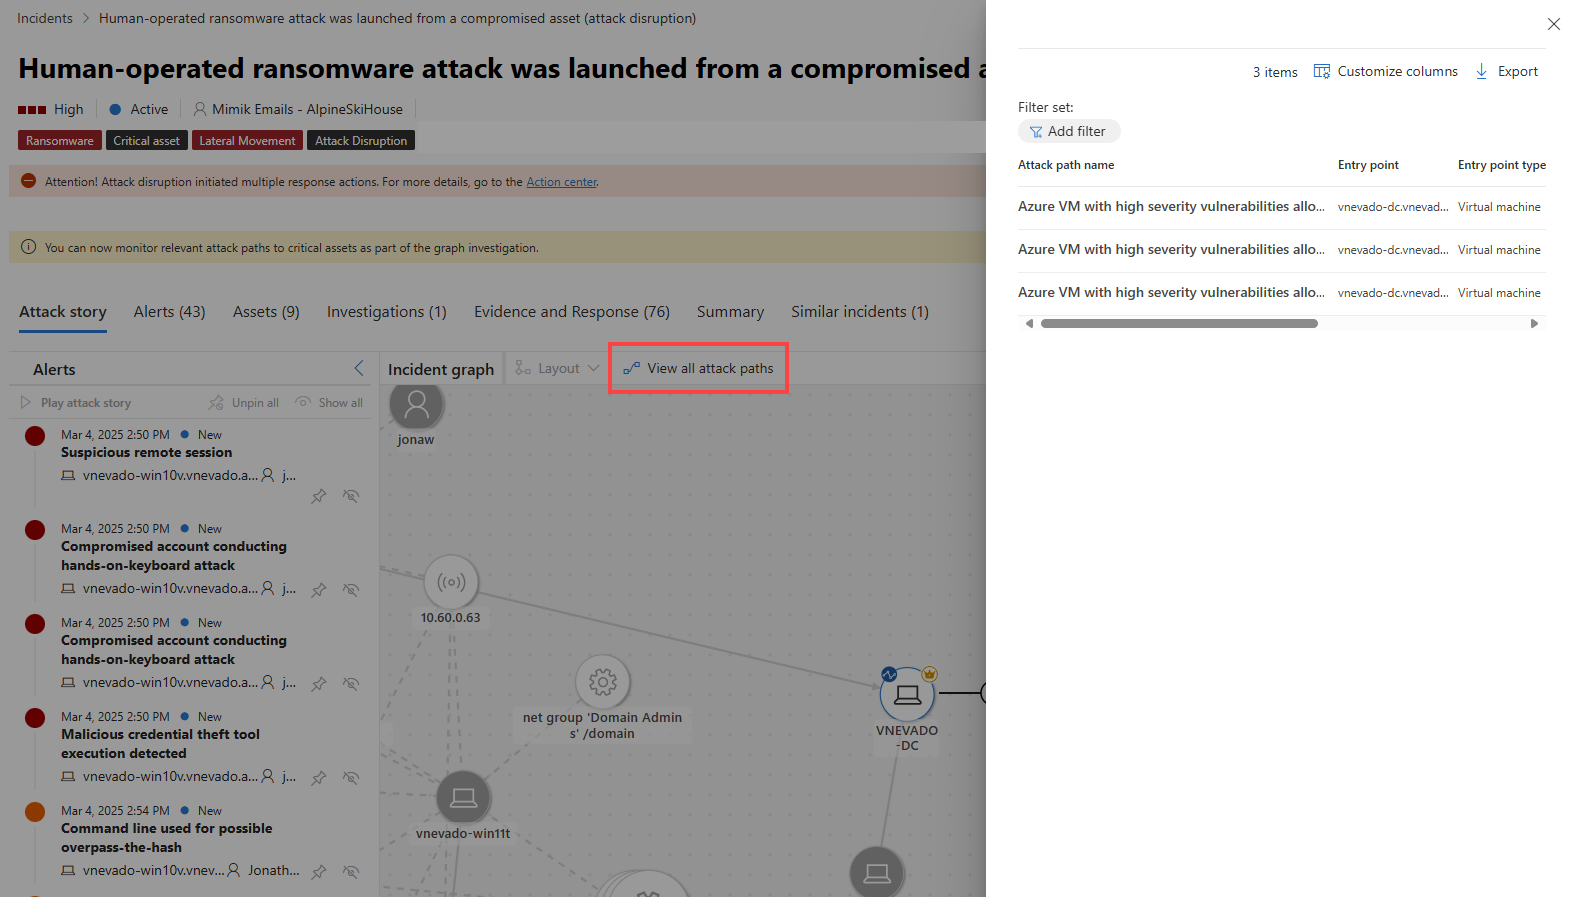 Incidents > Human-operated ransomware attack was launched from a compromised asset (attack disruption)
Human-operated ransomware attack was launched from a compromised a
High Active Mimik Emails - AlpineSkiHouse
Ransomware Critical asset Lateral Movement Attack Disruption
Attention! Attack disruption initiated multiple response actions. For more details, go to the Action center.
You can now monitor relevant attack paths to critical assets as part of the graph investigation.
Attack story Alerts (43) Assets (9) Investigations (1) Evidence and Response (76) Summary Similar incidents (1)
Alerts
Play attack story Unpin all Show all
Mar 4, 2025 2:50 PM New
Suspicious remote session
vnevado-win10v.vnevado.a... j...
Mar 4, 2025 2:50 PM New
Compromised account conducting
hands-on-keyboard attack
vnevado-win10v.vnevado.a... j...
Mar 4, 2025 2:50 PM New
Compromised account conducting
hands-on-keyboard attack
vnevado-win10v.vnevado.a... j...
Mar 4, 2025 2:50 PM New
Malicious credential theft tool
execution detected
vnevado-win10v.vnevado.a... j...
Mar 4, 2025 2:54 PM New
Command line used for possible
overpass-the-hash
vnevado-win10v.vnev... Jonath...
Incident graph Layout View all attack paths
jonaw
10.60.0.63
net group 'Domain Admin
s' /domain
VNEVADO
-DC
vnevado-win11t
3 items Customize columns Export
Filter set:
Add filter
Attack path name Entry point Entry point type
Azure VM with high severity vulnerabilities allo... vnevado-dc.vnevad... Virtual machine
Azure VM with high severity vulnerabilities allo... vnevado-dc.vnevad... Virtual machine
Azure VM with high severity vulnerabilities allo... vnevado-dc.vnevad... Virtual machine